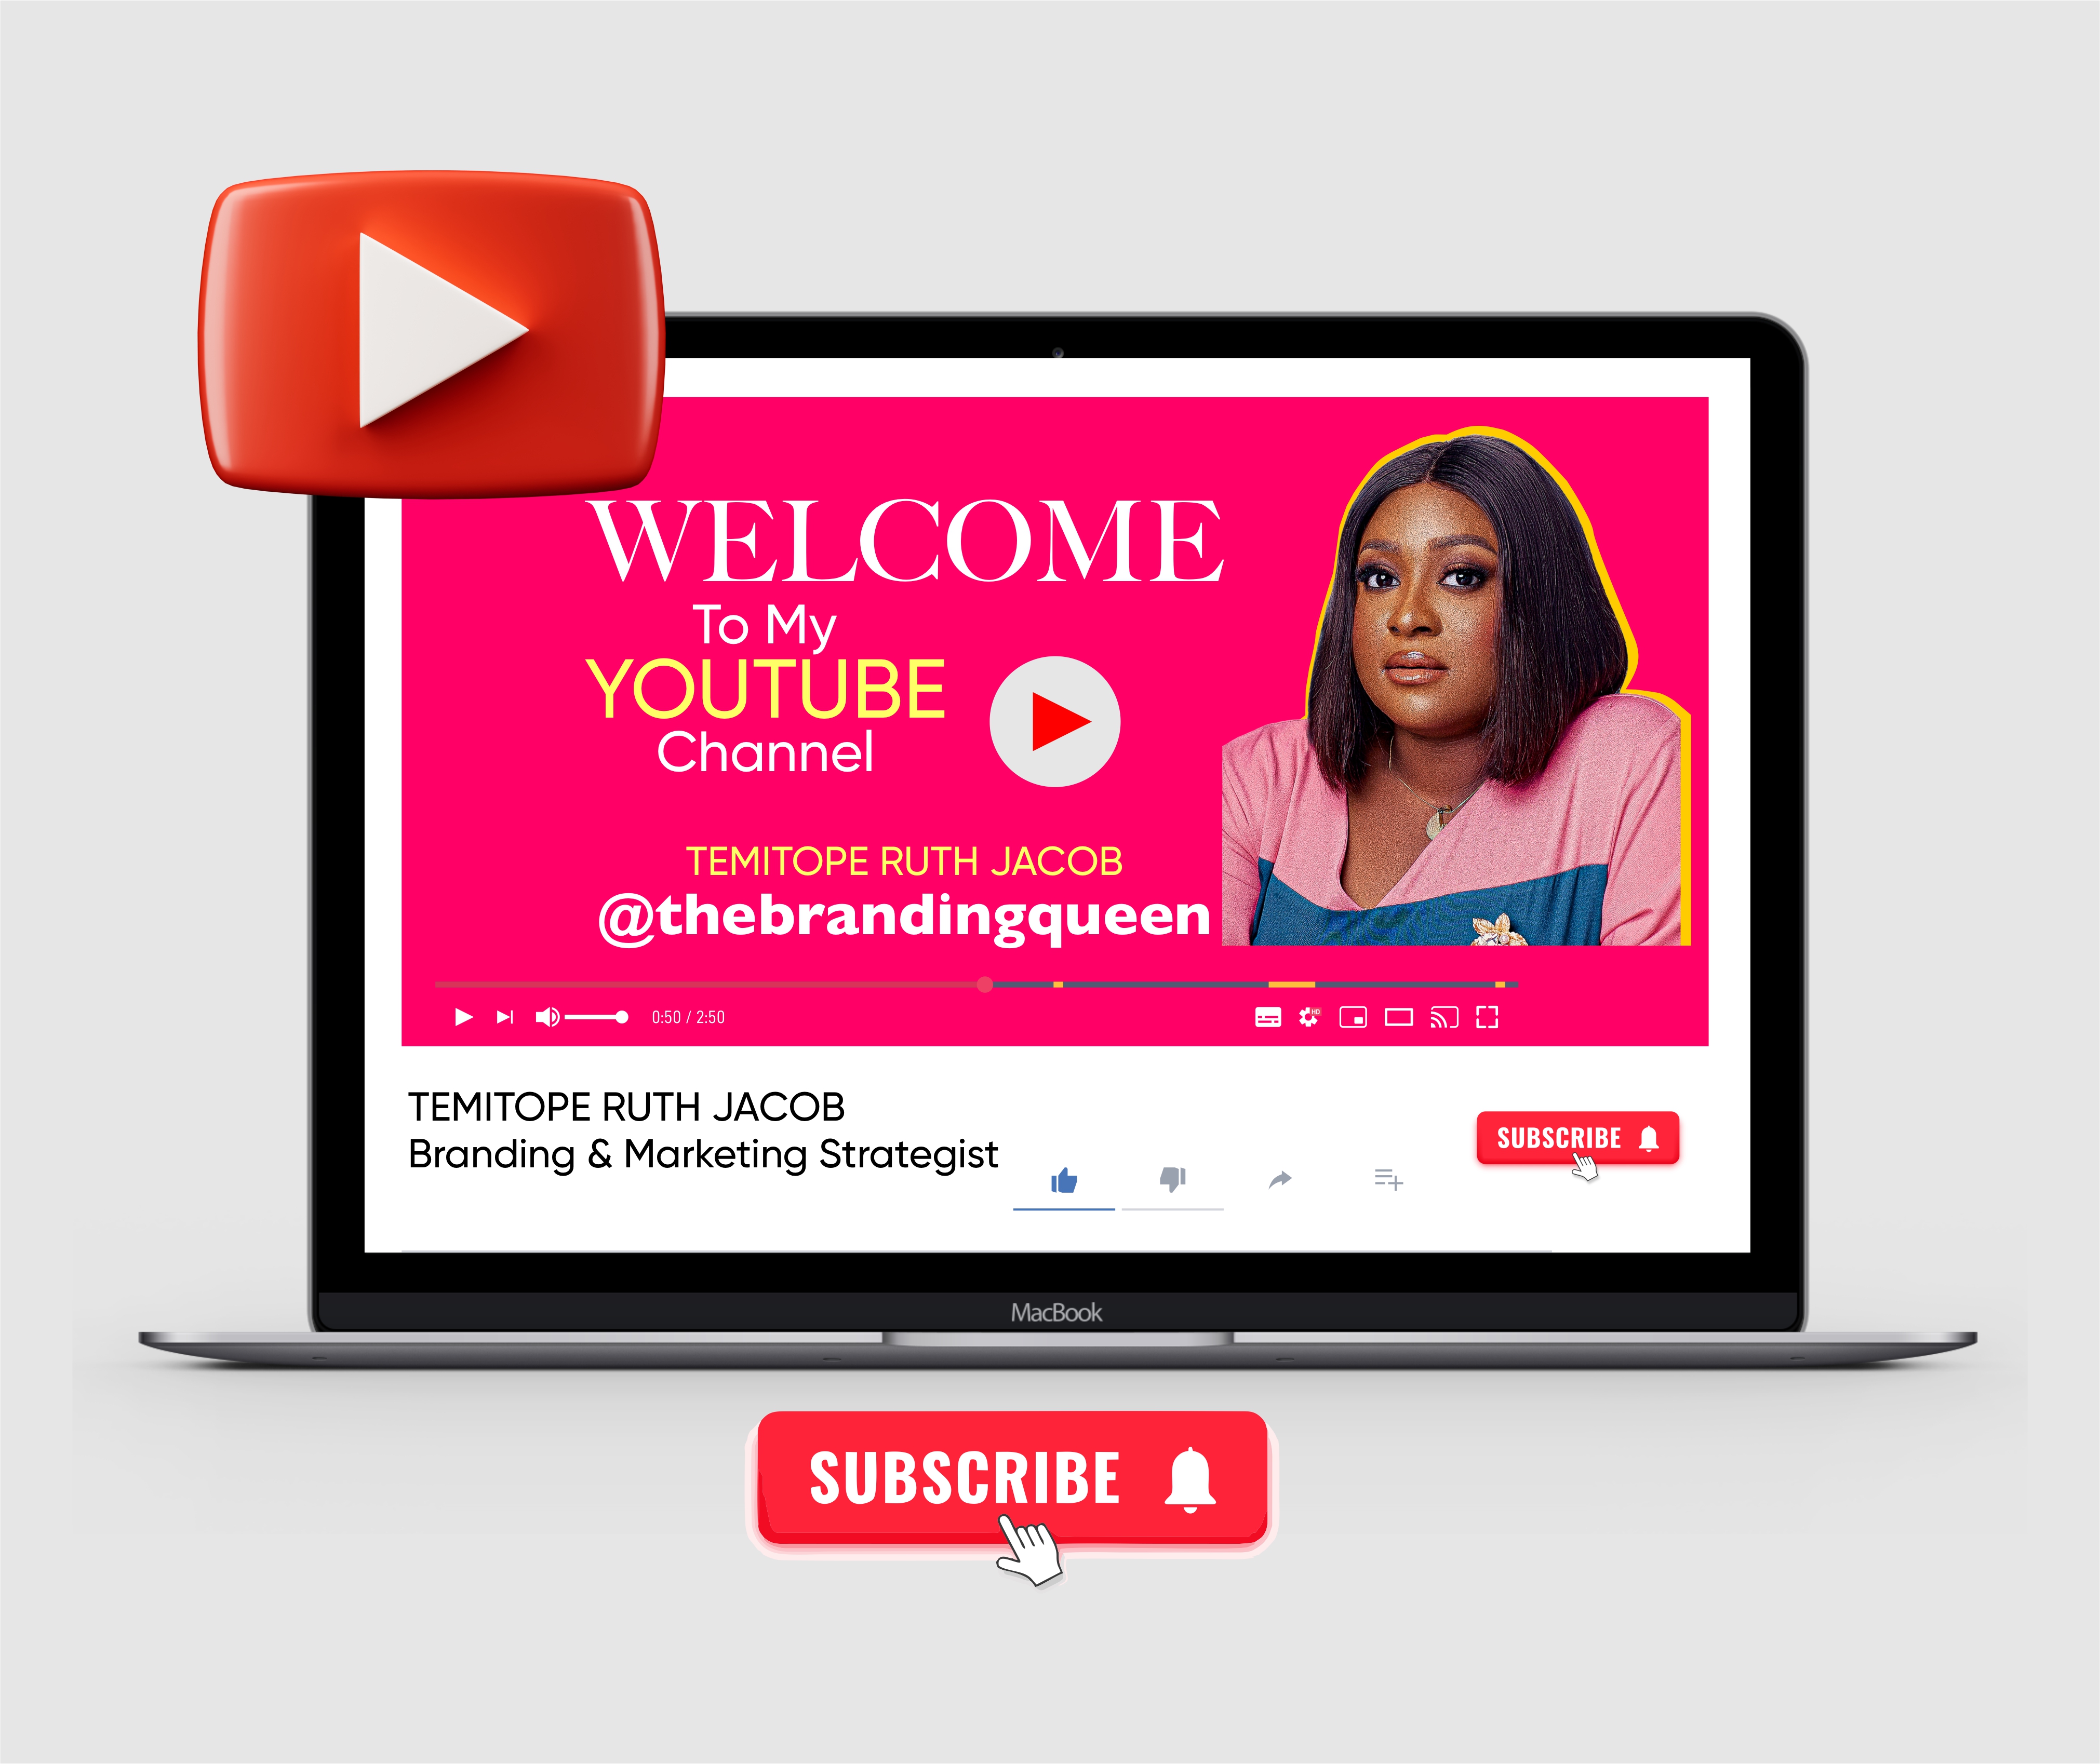 WELCOME
To My
YOUTUBE
Channel
TEMITOPE RUTH JACOB
@thebrandingqueen
0:50 / 2:50
HD
TEMITOPE RUTH JACOB
Branding & Marketing Strategist
SUBSCRIBE
MacBook
SUBSCRIBE